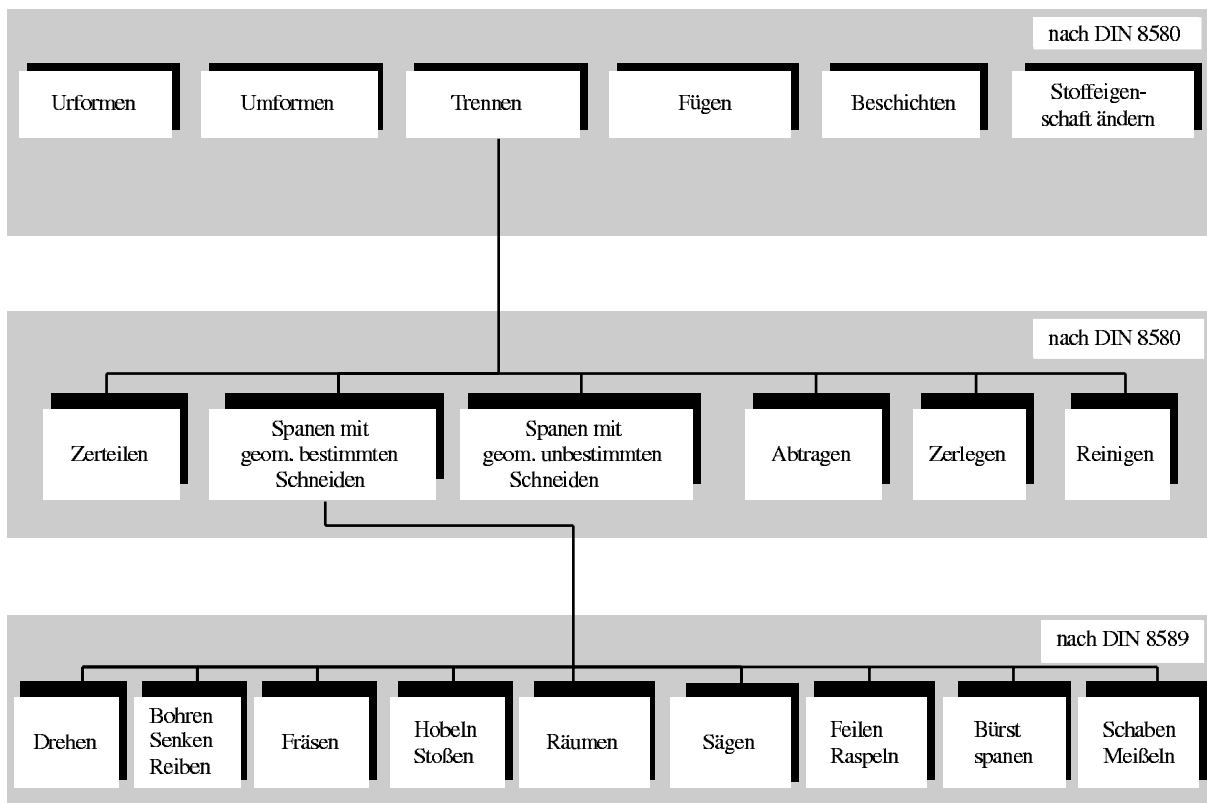 nach DIN 8580
Urformen
Umformen
Trennen
Fügen
Beschichten
Stoffeigen-
schaft ändern
nach DIN 8580
Zerteilen
Spanen mit
geom. bestimmten
Schneiden
Spanen mit
geom. unbestimmten
Schneiden
Abtragen
Zerlegen
Reinigen
nach DIN 8589
Drehen
Bohren
Senken
Reiben
Fräsen
Hobeln
Stoßen
Räumen
Sägen
Feilen
Raspeln
Bürst
spanen
Schaben
Meißeln